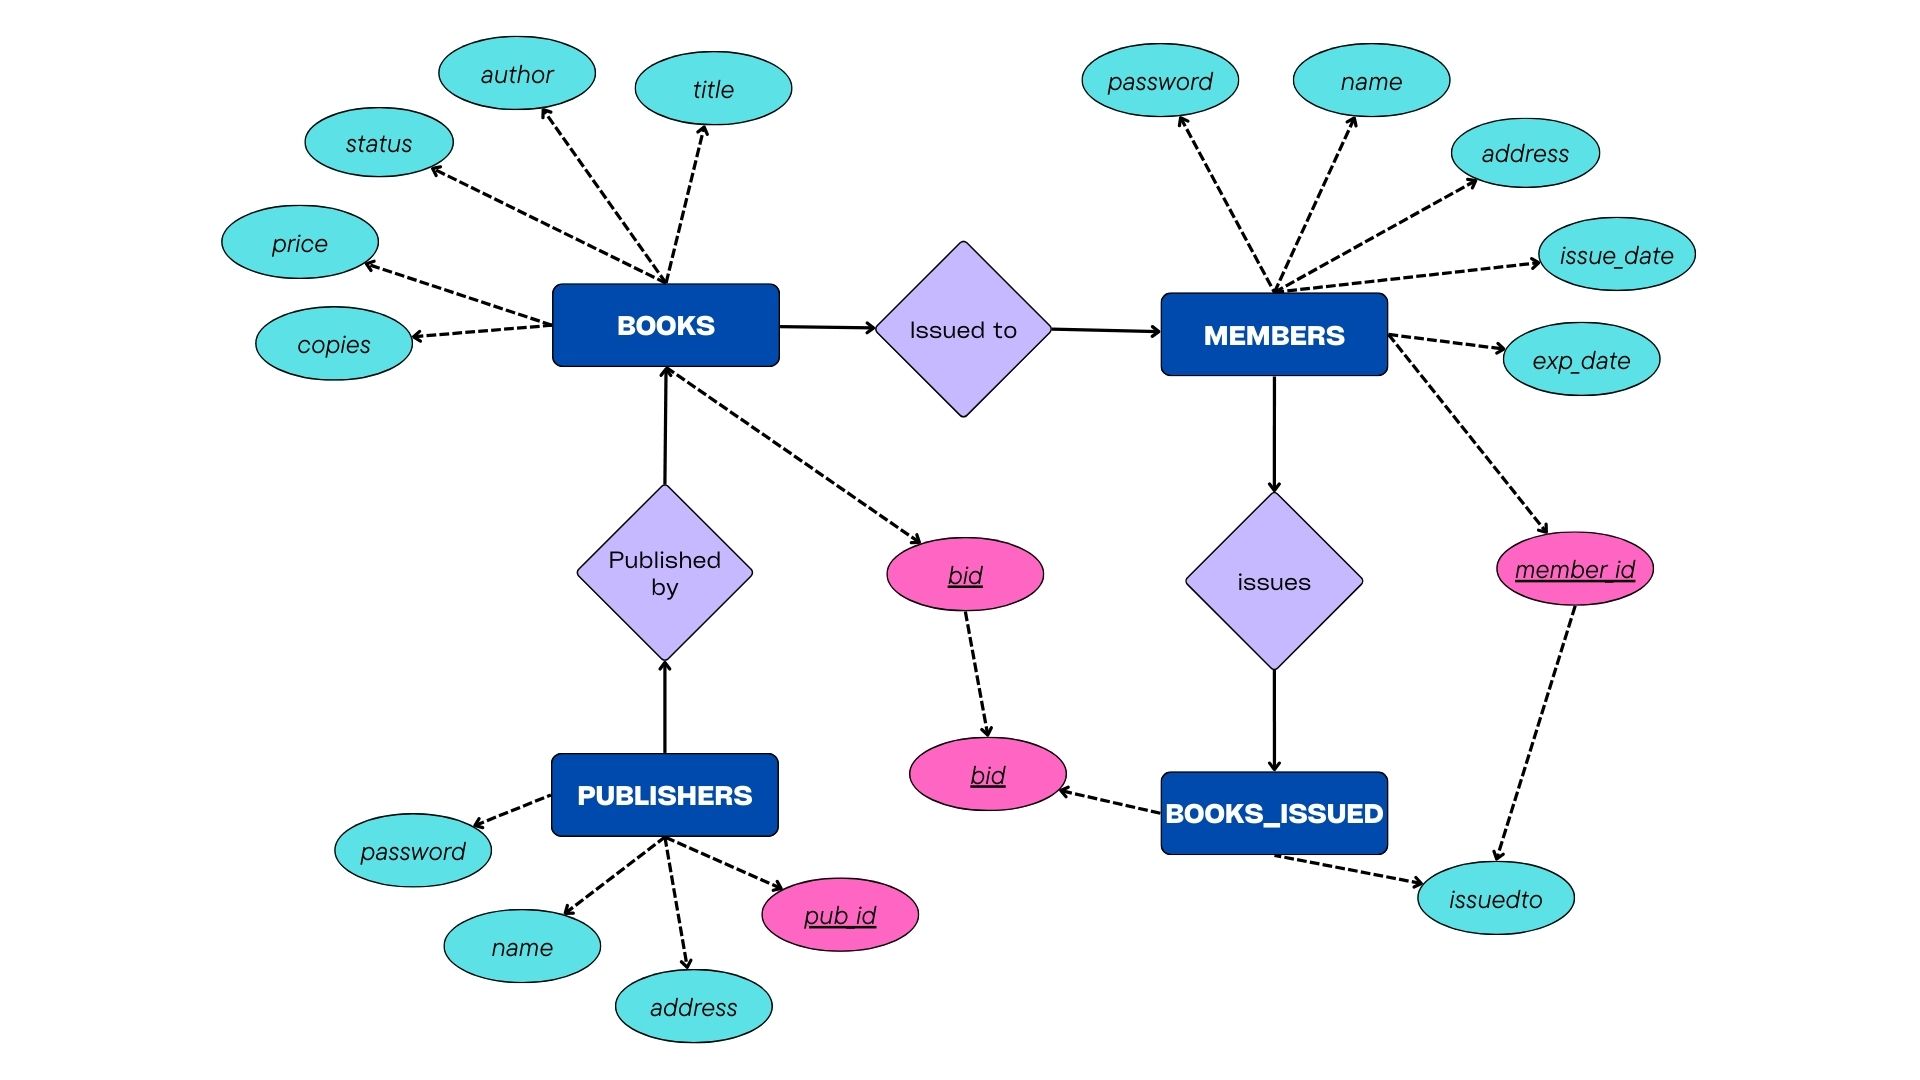 author
title
password
name
status
address
price
issue_date
BOOKS
Issued to
MEMBERS
copies
exp_date
Published
by
bid
issues
member_id
bid
PUBLISHERS
BOOKS_ISSUED
password
pub_id
issuedto
name
address